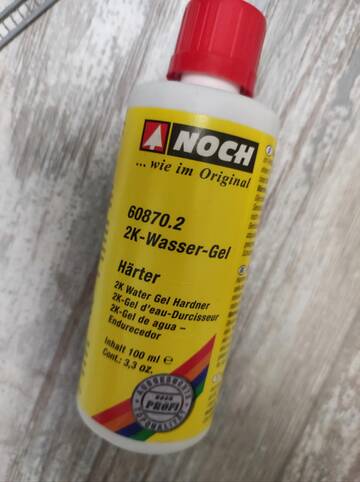 NOCH
... wie im Original
60870.2
2K-Wasser-Gel
Härter
2K Water Gel Hardner
2K-Gel d'eau-Durcisseur
2K-Gel de agua –
Endurecedor
Inhalt 100 ml e
Cont.: 3,3 oz.
NOCH
PROFI